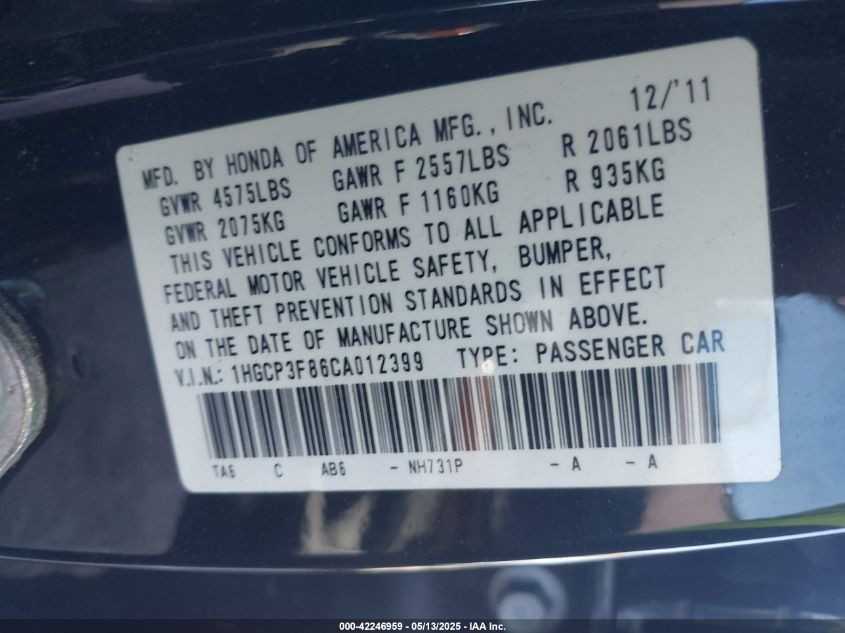 MFD. BY HONDA OF AMERICA MFG., INC. 12/'11
GVWR 4575LBS GAWR F 2557LBS R 2061LBS
GVWR 2075KG GAWR F 1160KG R 935KG
THIS VEHICLE CONFORMS TO ALL APPLICABLE
FEDERAL MOTOR VEHICLE SAFETY, BUMPER,
AND THEFT PREVENTION STANDARDS IN EFFECT
ON THE DATE OF MANUFACTURE SHOWN ABOVE.
V.I.N.: 1HGCP3F86CA012399 TYPE: PASSENGER CAR
TA6 C AB6 - NH731P - A - A
000-42246959 - 05/13/2025 - IAA Inc.